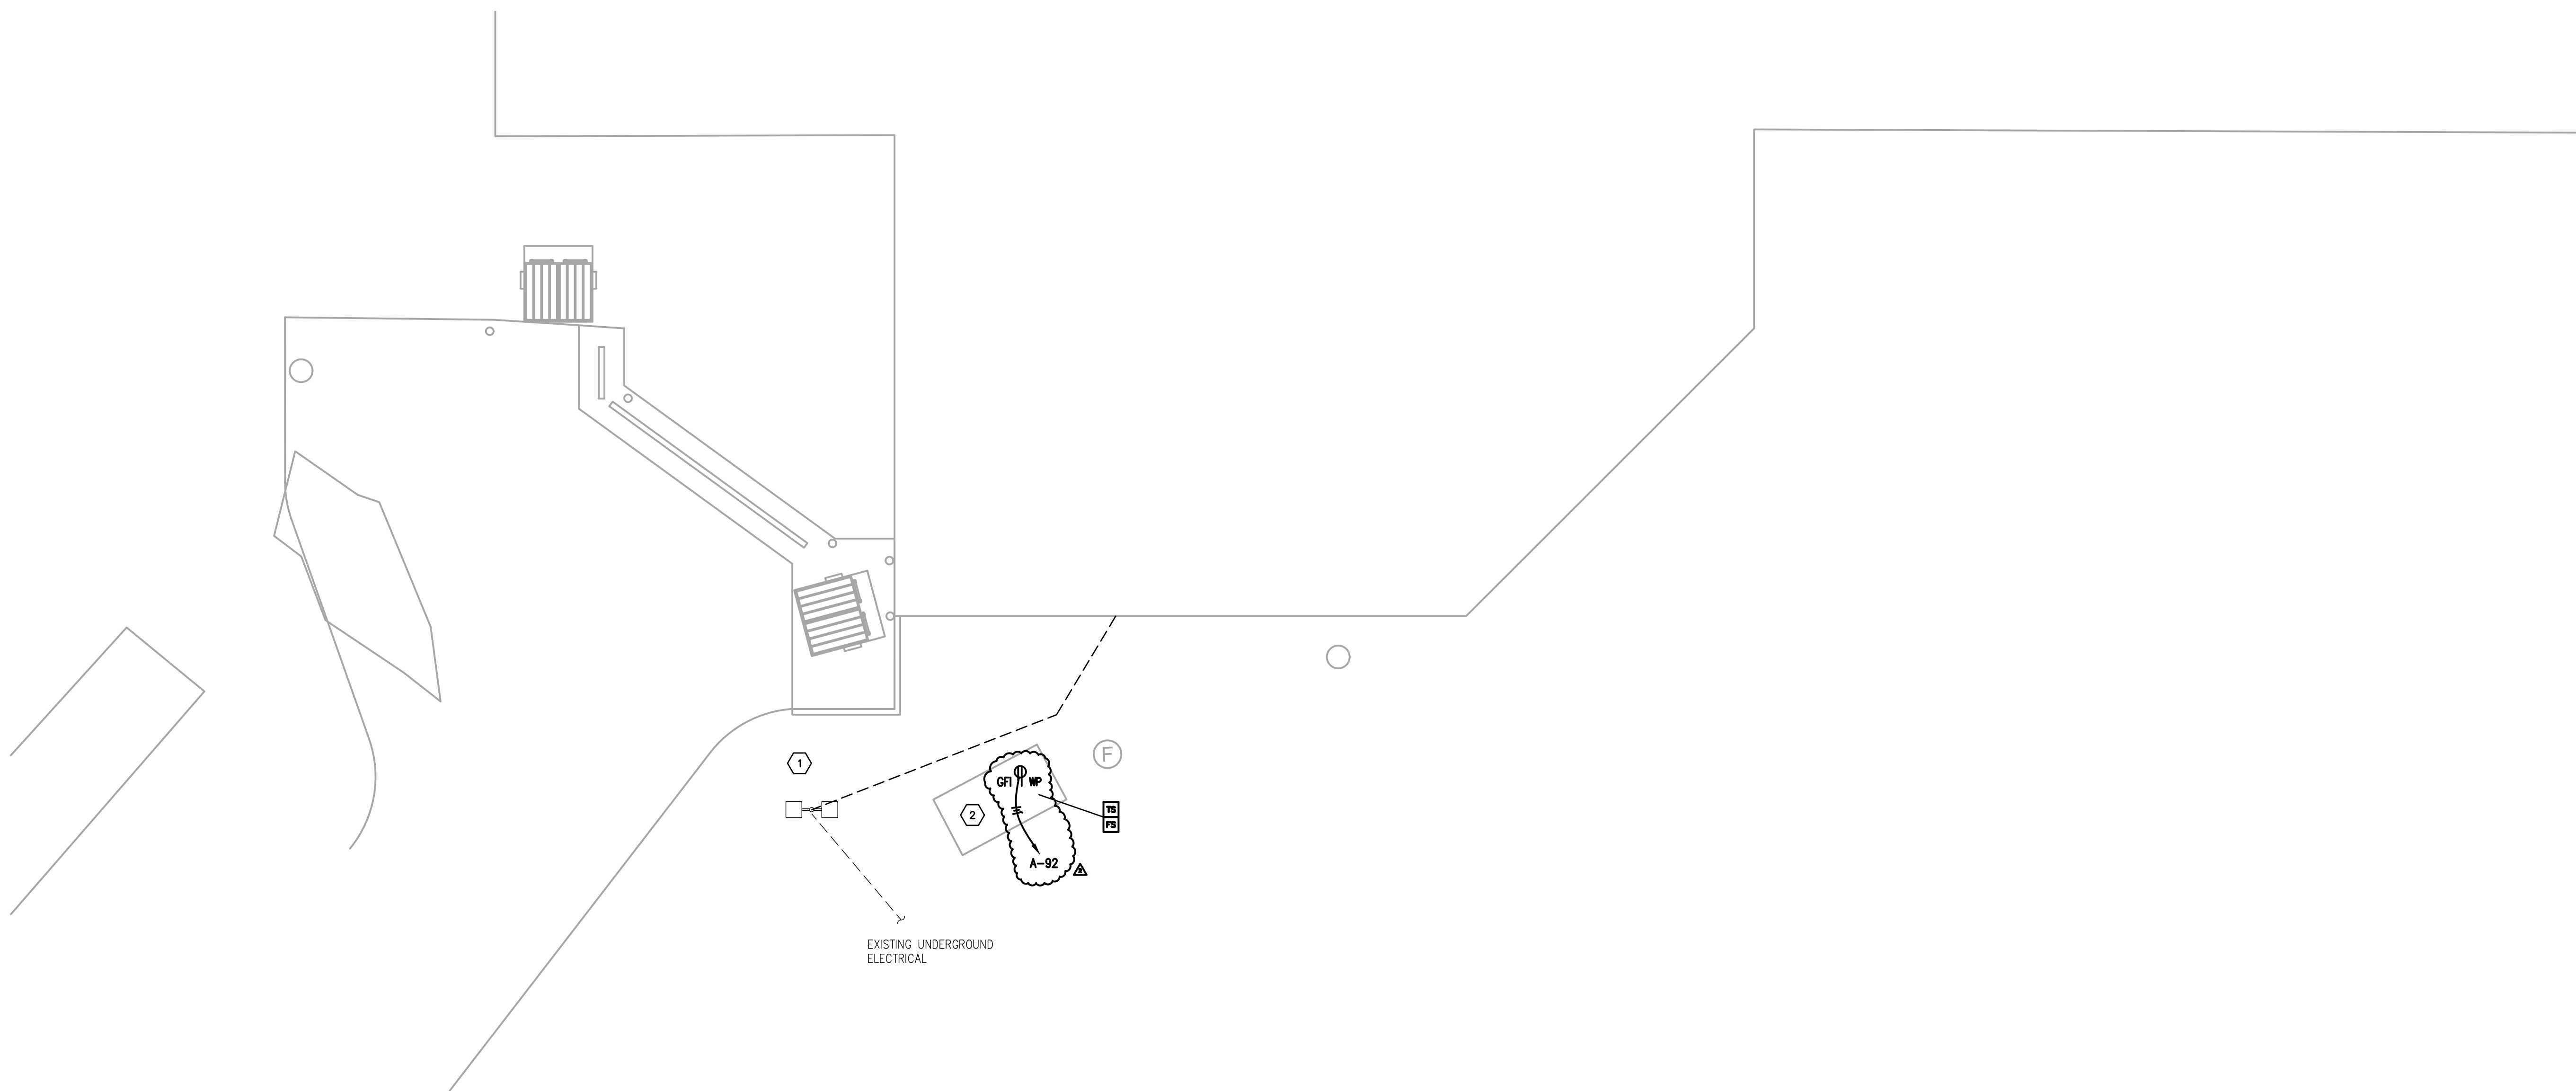 F
1
GFI WP
2
TS
FS
A-92
EXISTING UNDERGROUND
ELECTRICAL